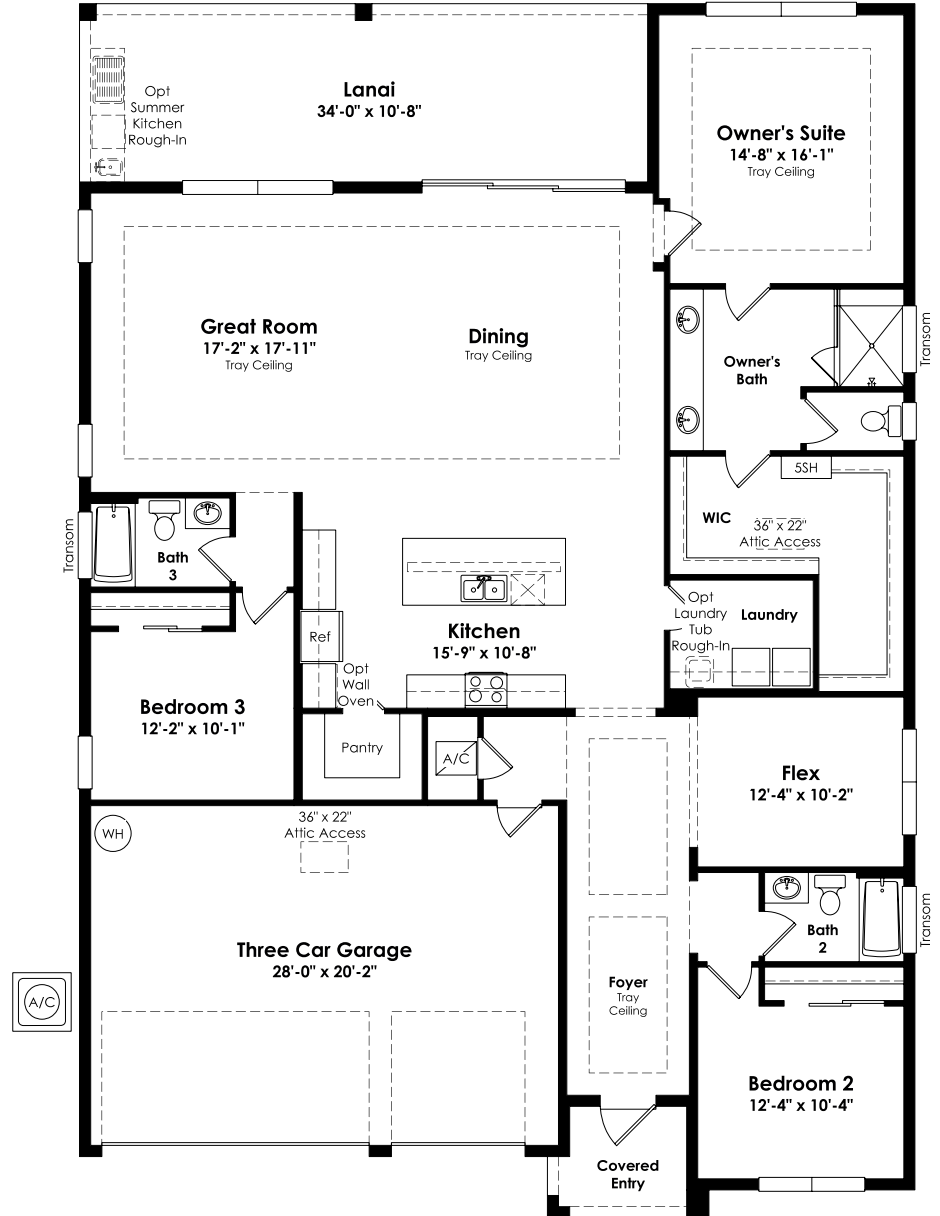 Lanai
34'-0" x 10'-8"
Opt
Summer
Kitchen
Rough-In
Owner's Suite
14'-8" x 16'-1"
Tray Ceiling
Great Room
17'-2" x 17'-11"
Tray Ceiling
Dining
Tray Ceiling
Owner's
Bath
Transom
5SH
WIC
36" x 22"
Attic Access
Transom
Bath
3
Opt
Laundry
Tub
Rough-In
Laundry
Ref
Kitchen
15'-9" x 10'-8"
Opt
Wall
Oven
Bedroom 3
12'-2" x 10'-1"
Pantry
A/C
Flex
12'-4" x 10'-2"
WH
36" x 22"
Attic Access
Bath
2
Transom
Three Car Garage
28'-0" x 20'-2"
A/C
Foyer
Tray
Ceiling
Bedroom 2
12'-4" x 10'-4"
Covered
Entry